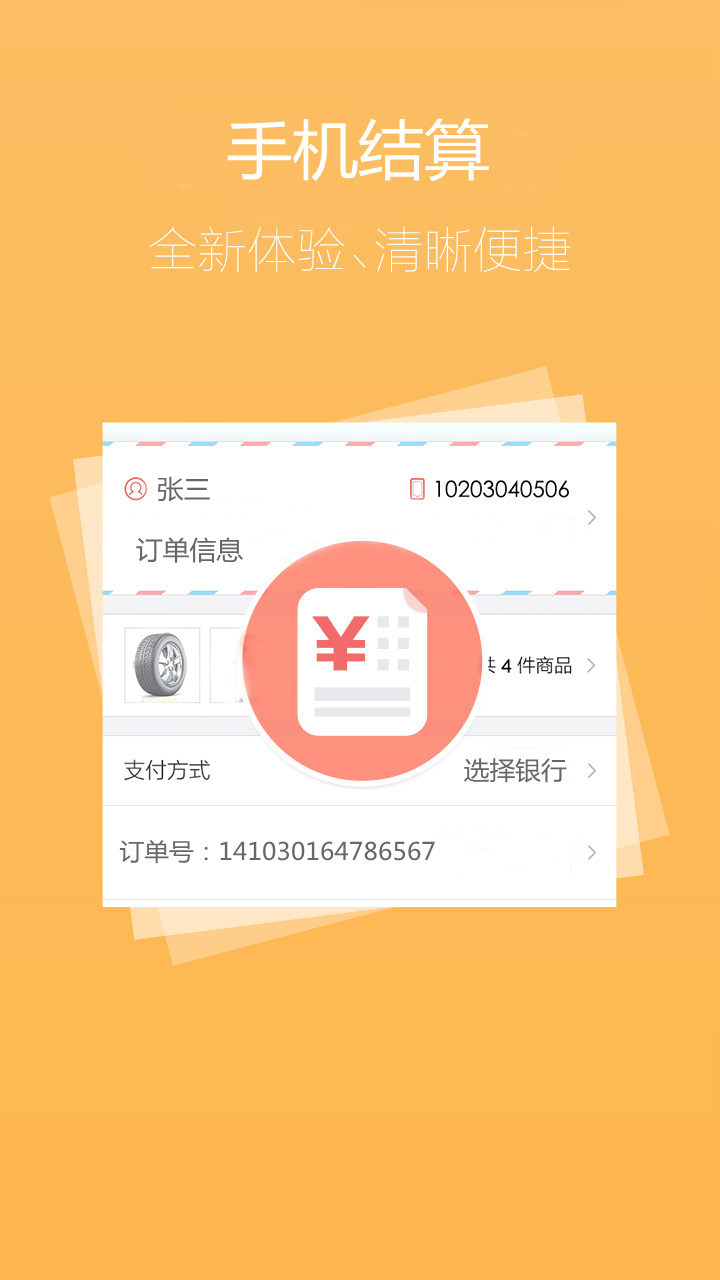 手机结算
全新体验、清晰便捷
张三 10203040506
订单信息
¥
共 4 件商品
支付方式 选择银行
订单号：141030164786567